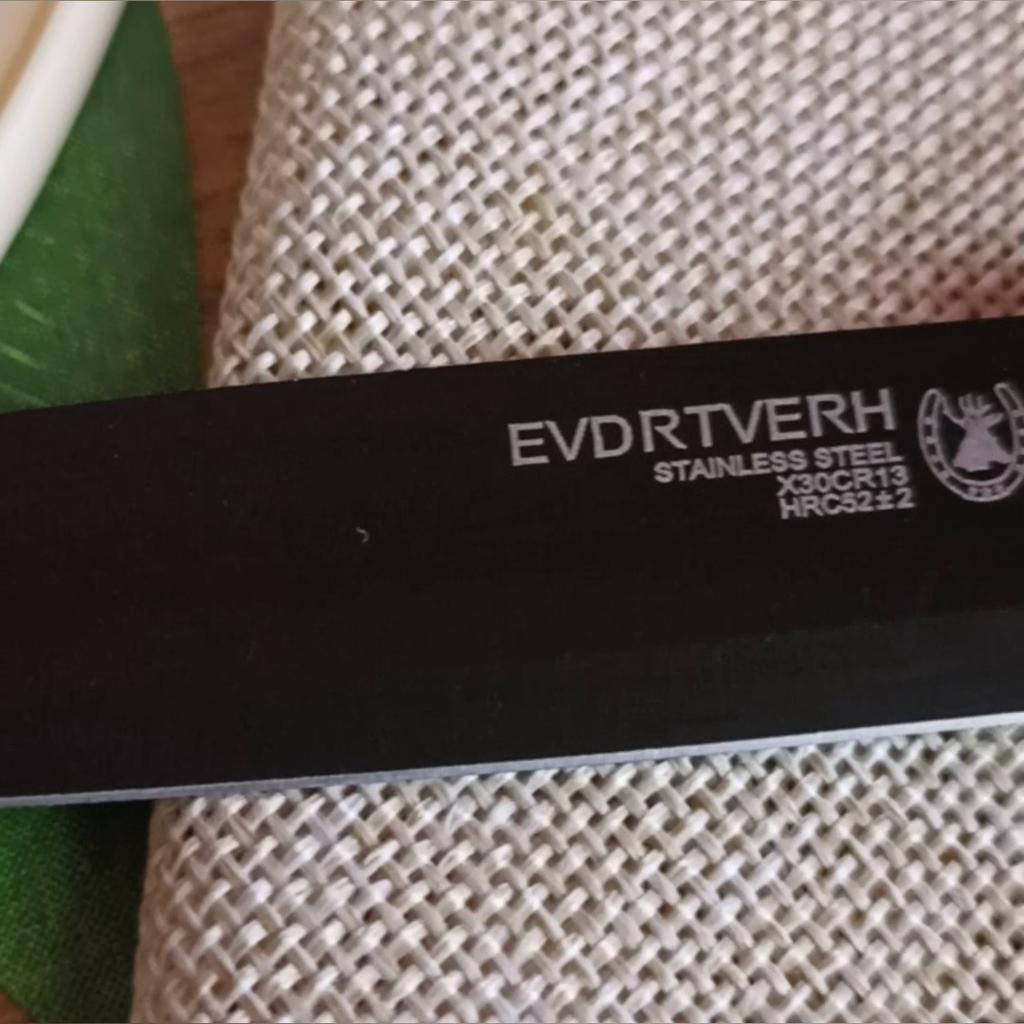 EVDRTVERH
STAINLESS STEEL
X30CR13
HRC52±2